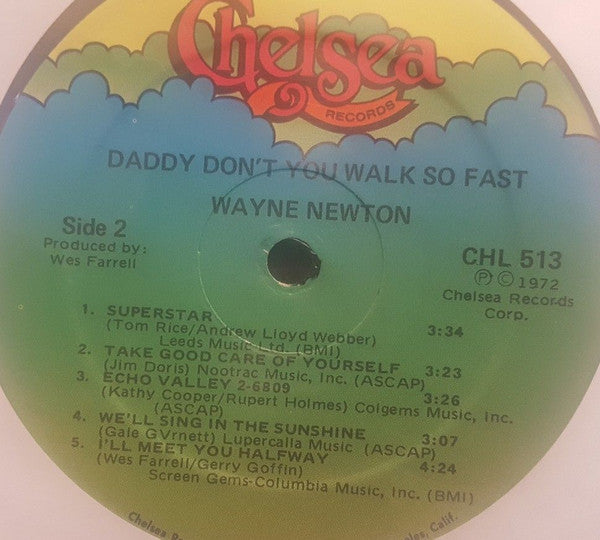 Chelsea
RECORDS
DADDY DON'T YOU WALK SO FAST
WAYNE NEWTON
Side 2
Produced by:
Wes Farrell
CHL 513
Ⓟ © 1972
Chelsea Records
Corp.
1. SUPERSTAR 3:34
(Tom Rice/Andrew Lloyd Webber)
Leeds Music Ltd. (BMI)
2. TAKE GOOD CARE OF YOURSELF 3:23
(Jim Doris) Nootrac Music, Inc. (ASCAP)
3. ECHO VALLEY 2-6809 3:26
(Kathy Cooper/Rupert Holmes) Colgems Music, Inc.
(ASCAP)
4. WE'LL SING IN THE SUNSHINE 3:07
(Gale GVrnett) Lupercalla Music (ASCAP)
5. I'LL MEET YOU HALFWAY 4:24
(Wes Farrell/Gerry Goffin)
Screen Gems-Columbia Music, Inc. (BMI)
Chelsea
Calif.